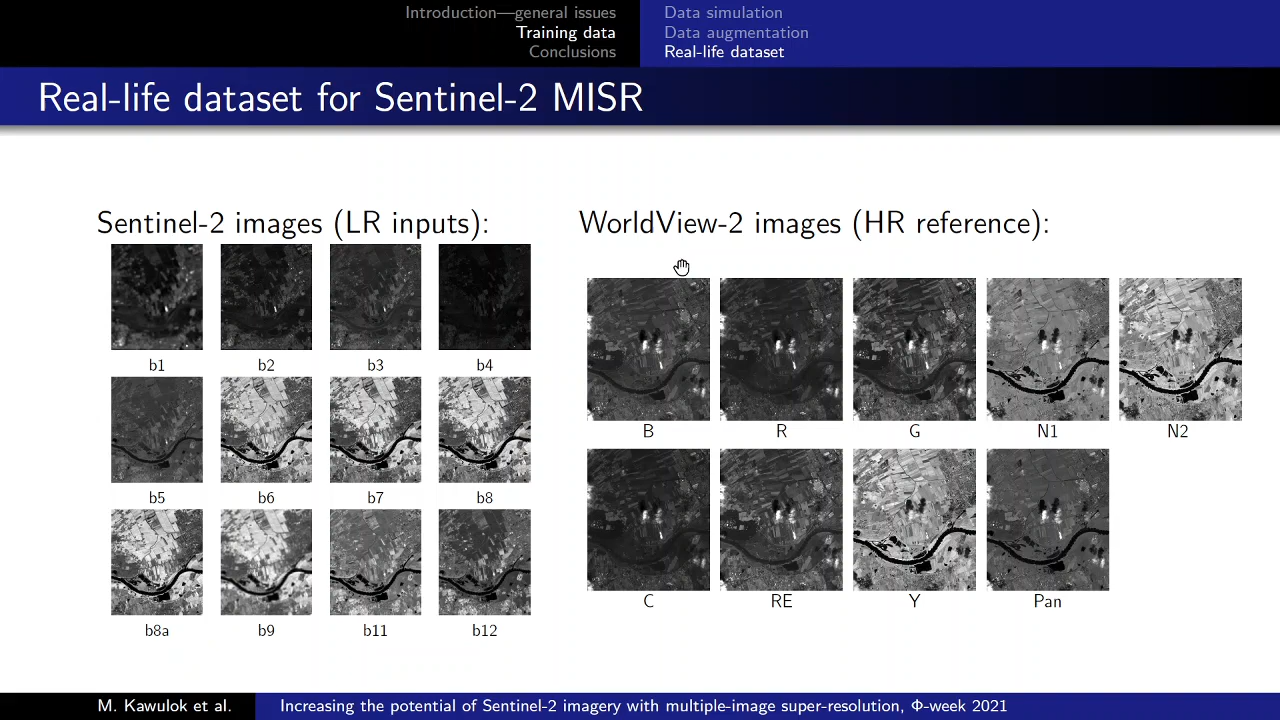 Introduction—general issues
Training data
Conclusions
Data simulation
Data augmentation
Real-life dataset
Real-life dataset for Sentinel-2 MISR
Sentinel-2 images (LR inputs):
b1 b2 b3 b4
b5 b6 b7 b8
b8a b9 b11 b12
WorldView-2 images (HR reference):
B R G N1 N2
C RE Y Pan
M. Kawulok et al.
Increasing the potential of Sentinel-2 imagery with multiple-image super-resolution, Φ-week 2021